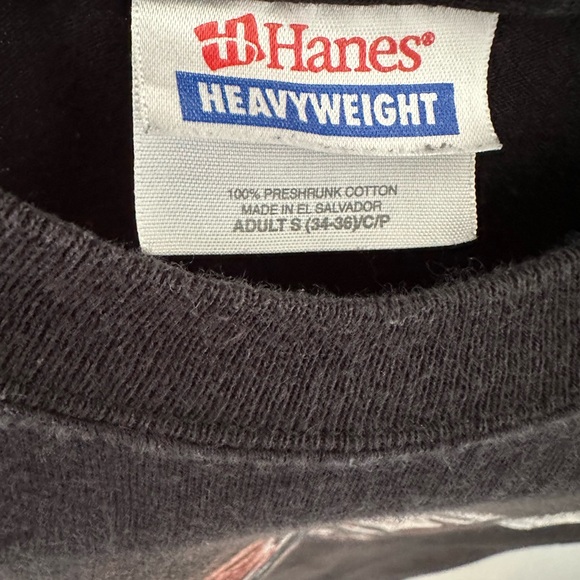 Hanes®
HEAVYWEIGHT
100% PRESHRUNK COTTON
MADE IN EL SALVADOR
ADULT S (34-36)/C/P